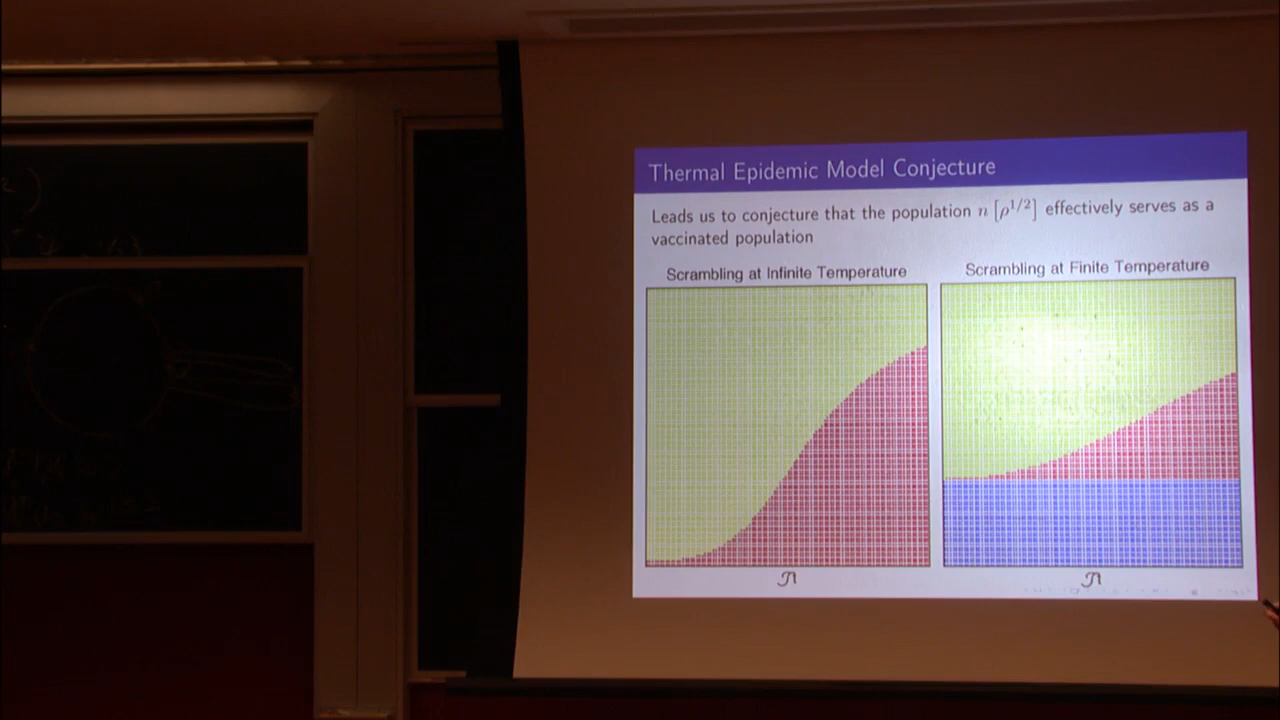 Thermal Epidemic Model Conjecture
Leads us to conjecture that the population n [ρ^{1/2}] effectively serves as a
vaccinated population
Scrambling at Infinite Temperature
Scrambling at Finite Temperature